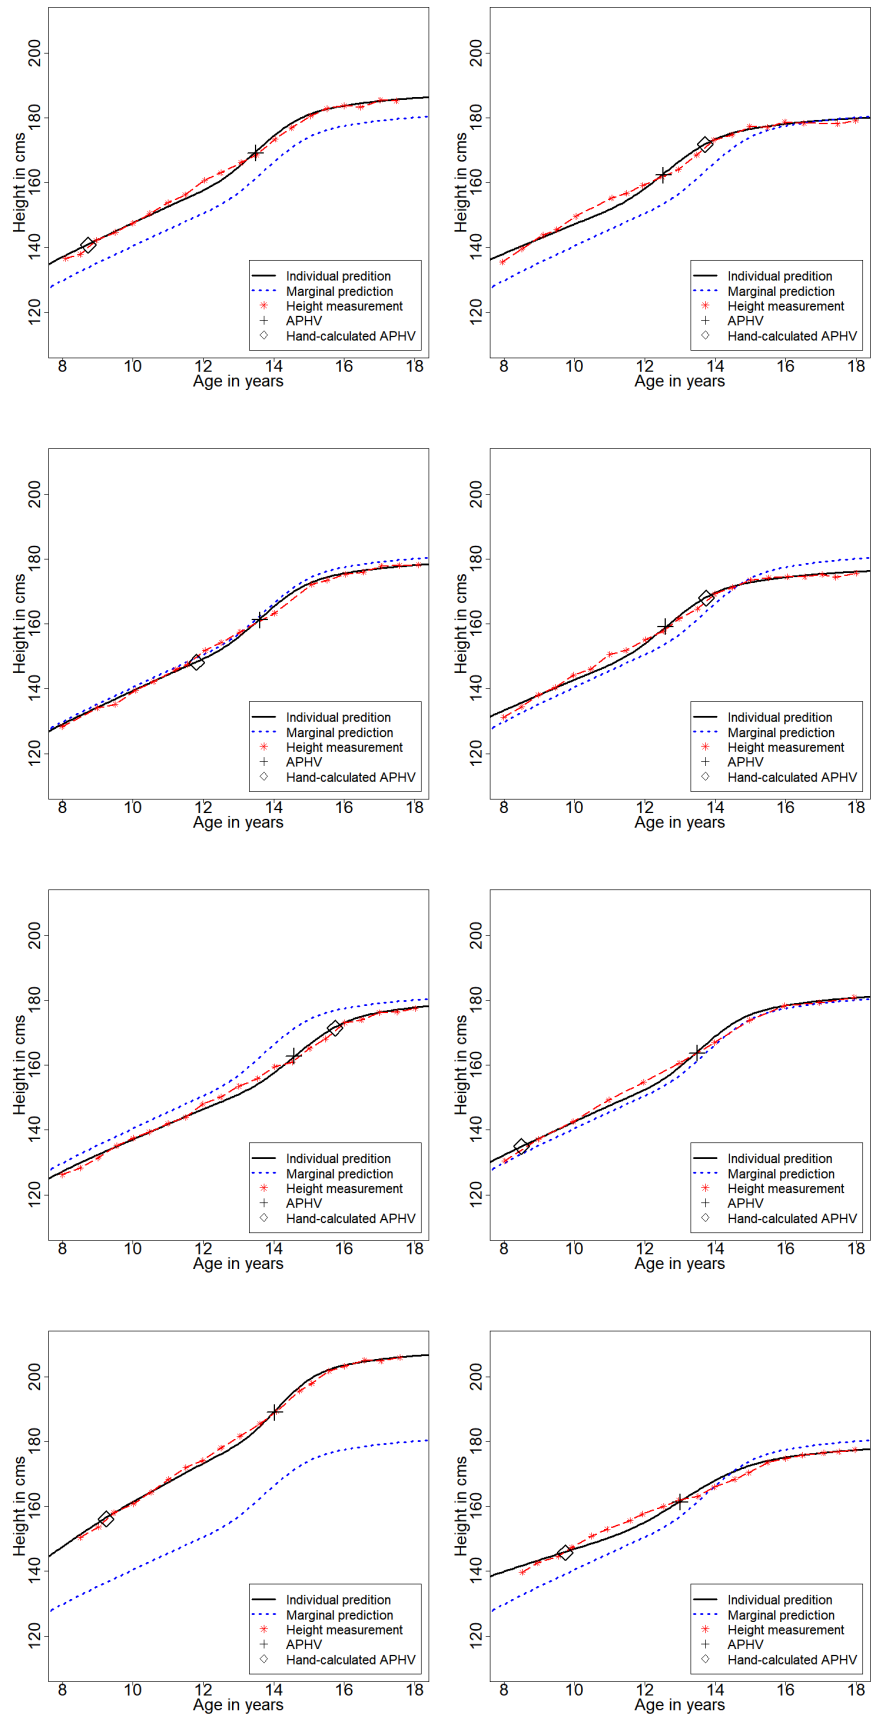 Height in cms
120 140 160 180 200
Individual predition
Marginal prediction
Height measurement
APHV
Hand-calculated APHV
8 10 12 14 16 18
Age in years
Height in cms
120 140 160 180 200
Individual predition
Marginal prediction
Height measurement
APHV
Hand-calculated APHV
8 10 12 14 16 18
Age in years
Height in cms
120 140 160 180 200
Individual predition
Marginal prediction
Height measurement
APHV
Hand-calculated APHV
8 10 12 14 16 18
Age in years
Height in cms
120 140 160 180 200
Individual predition
Marginal prediction
Height measurement
APHV
Hand-calculated APHV
8 10 12 14 16 18
Age in years
Height in cms
120 140 160 180 200
Individual predition
Marginal prediction
Height measurement
APHV
Hand-calculated APHV
8 10 12 14 16 18
Age in years
Height in cms
120 140 160 180 200
Individual predition
Marginal prediction
Height measurement
APHV
Hand-calculated APHV
8 10 12 14 16 18
Age in years
Height in cms
120 140 160 180 200
Individual predition
Marginal prediction
Height measurement
APHV
Hand-calculated APHV
8 10 12 14 16 18
Age in years
Height in cms
120 140 160 180 200
Individual predition
Marginal prediction
Height measurement
APHV
Hand-calculated APHV
8 10 12 14 16 18
Age in years